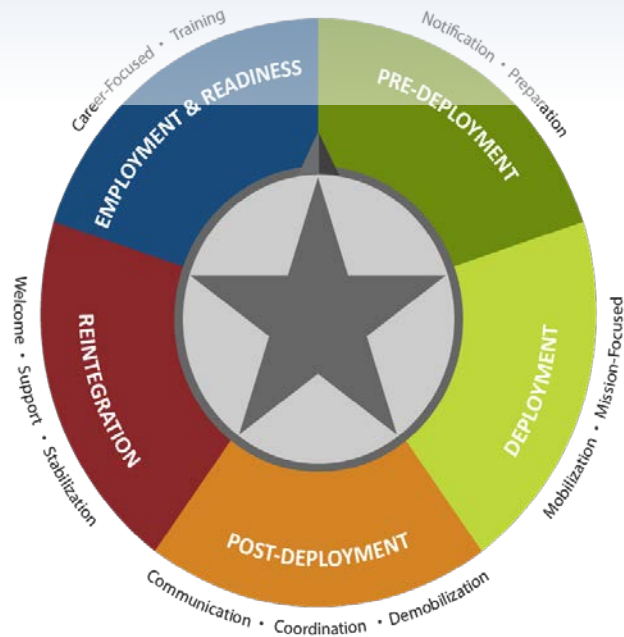 Career-Focused • Training
EMPLOYMENT & READINESS
Notification • Preparation
PRE-DEPLOYMENT
DEPLOYMENT
Mobilization • Mission-Focused
POST-DEPLOYMENT
Communication • Coordination • Demobilization
REINTEGRATION
Welcome • Support • Stabilization